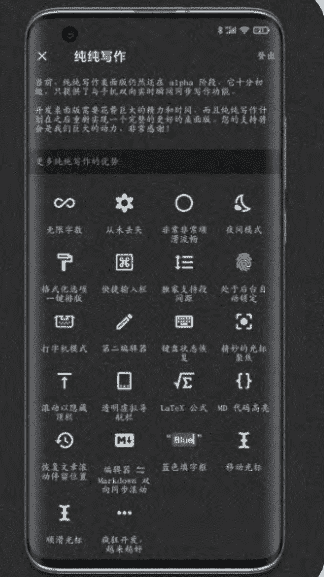 纯纯写作
登出
当前, 纯纯写作桌面版仍然还在 alpha 阶段, 它十分初
级, 只提供了与手机双向实时瞬间同步写作功能。
开发桌面版需要花费巨大的精力和时间, 而且纯纯写作计
划在之后重新实现一个完整的更好的桌面版, 您的支持将
会是我们巨大的动力, 非常感谢!
更多纯纯写作的优势
无限字数
从未丢失
非常非常顺
滑流畅
夜间模式
格式化选项
一键排版
快捷输入栏
独家支持段
间距
处于后台自
动锁定
打字机模式
第二编辑器
键盘状态恢
复
精妙的光标
聚焦
滚动以隐藏
顶栏
透明虚拟导
航栏
LaTeX 公式
MD 代码高亮
M↓
"Blue"
恢复文章滚
动停留位置
编辑器 ⇆
Markdown 双
向同步滚动
蓝色填字框
移动光标
顺滑光标
疯狂开发,
越来越好